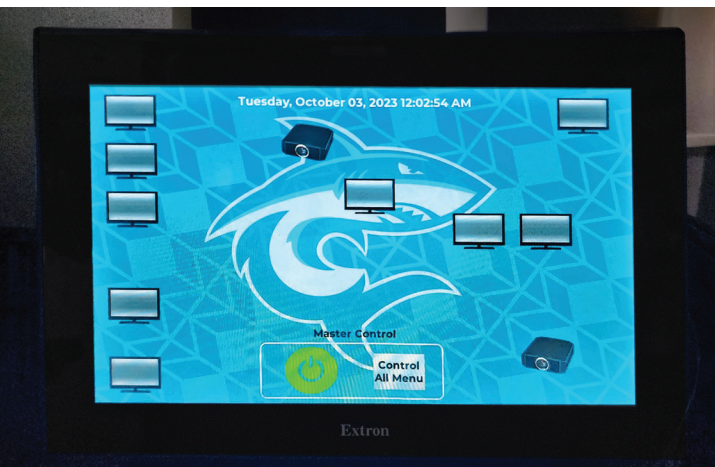 Tuesday, October 03, 2023 12:02:54 AM
Master Control
Control
All Menu
Extron